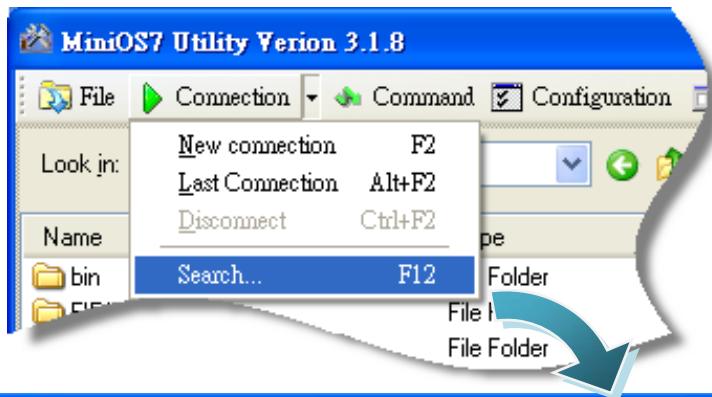 MiniOS7 Utility Verion 3.1.8
File Connection Command Configuration
New connection F2
Look in:
Last Connection Alt+F2
Disconnect Ctrl+F2
Name
Search... F12
bin Folder
File
File Folder